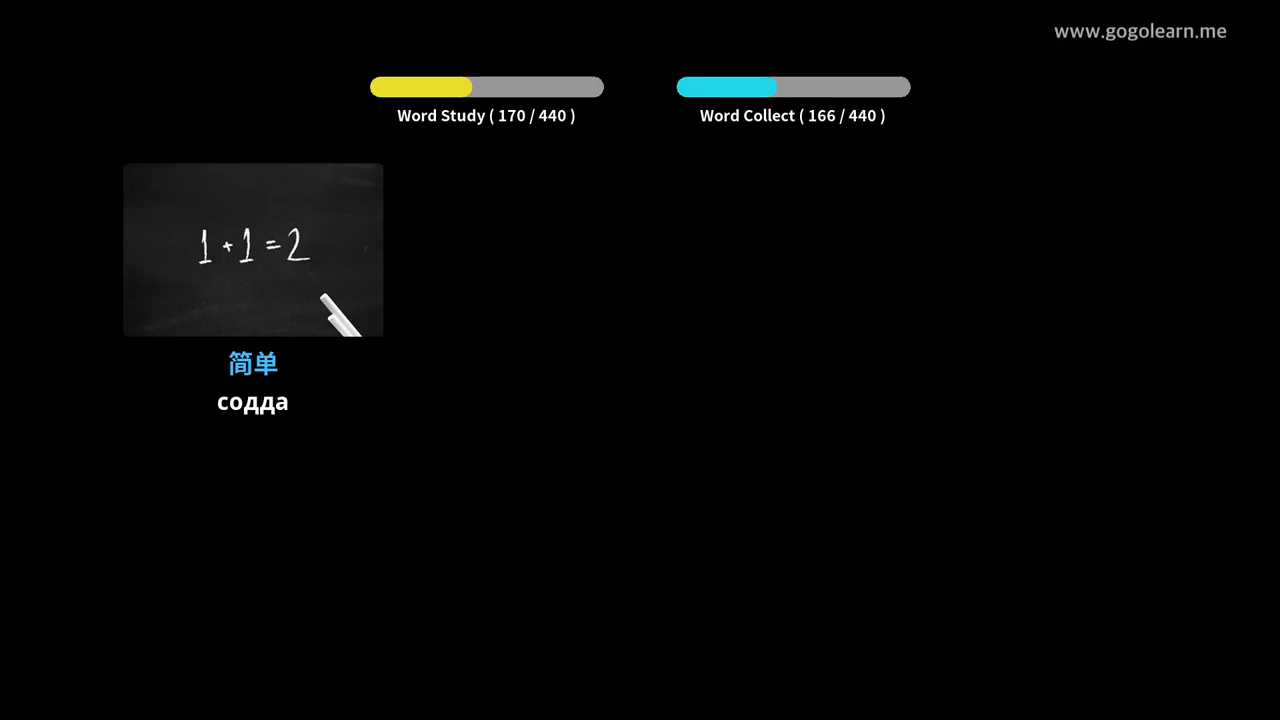 www.gogolearn.me
Word Study ( 170 / 440 )
Word Collect ( 166 / 440 )
1 + 1 = 2
简单
содда